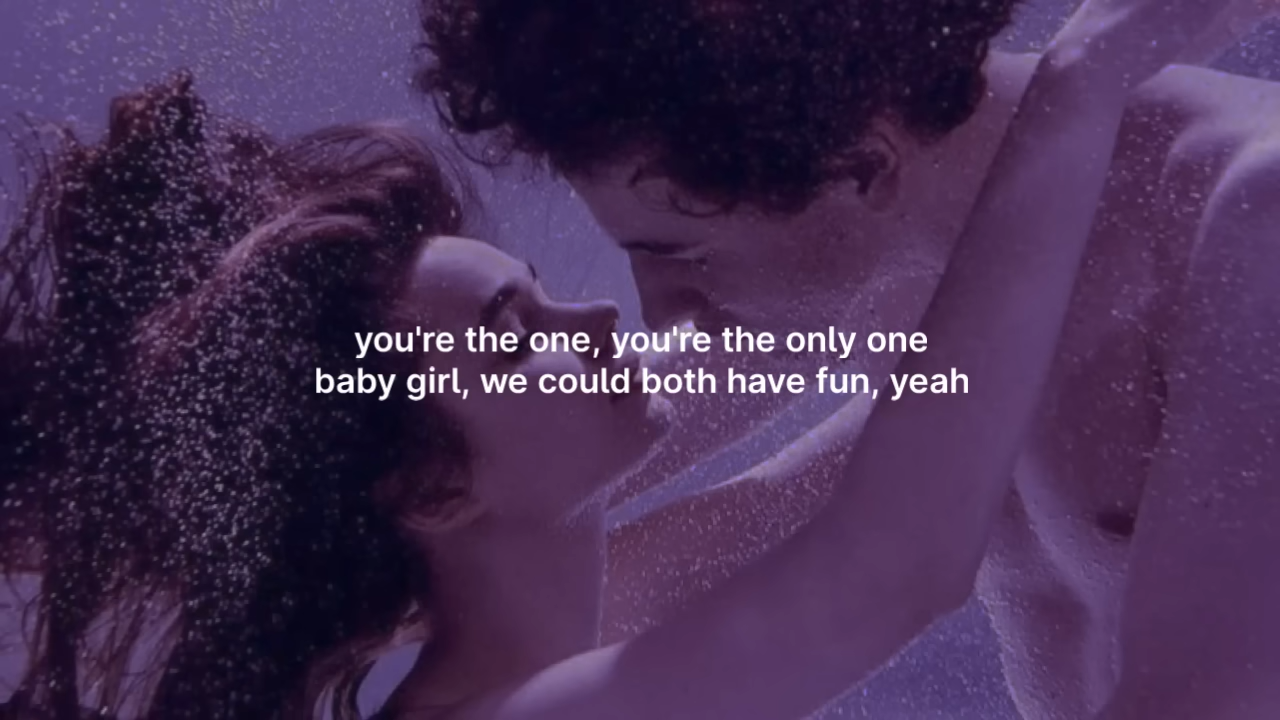 you're the one, you're the only one
baby girl, we could both have fun, yeah